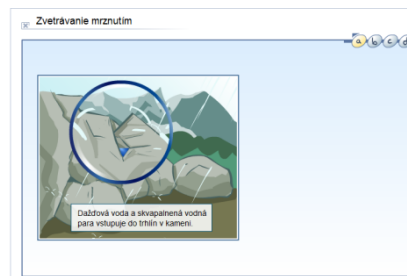 Zvetrávanie mrznutím
a b c d
Dažďová voda a skvapalnená vodná
para vstupuje do trhlín v kameni.